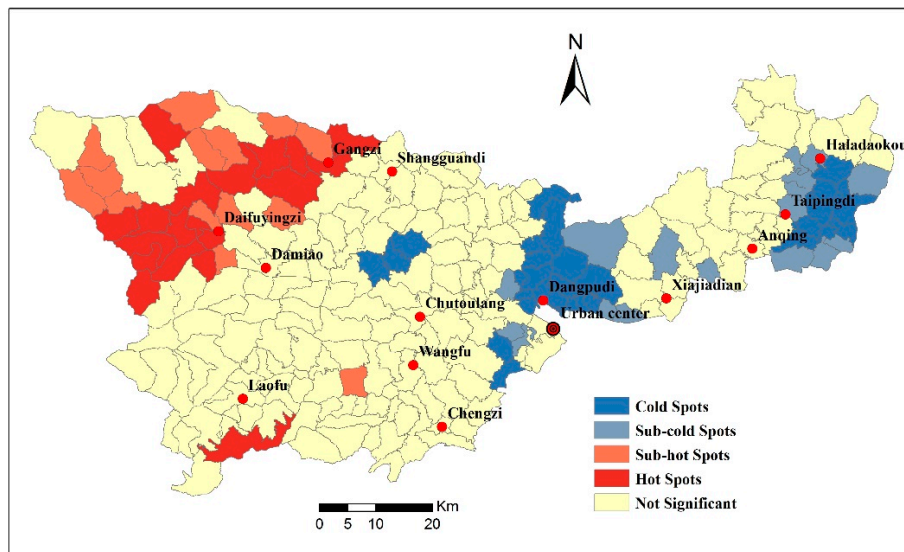 N
Haladaokou
Gangzi
Shangguandi
Taipingdi
Daifuyingzi
Anqing
Damiao
Dangpudi
Xiajiadian
Chutoulang
Urban center
Wangfu
Laofu
Chengzi
Cold Spots
Sub-cold Spots
Sub-hot Spots
Hot Spots
Not Significant
Km
0 5 10 20